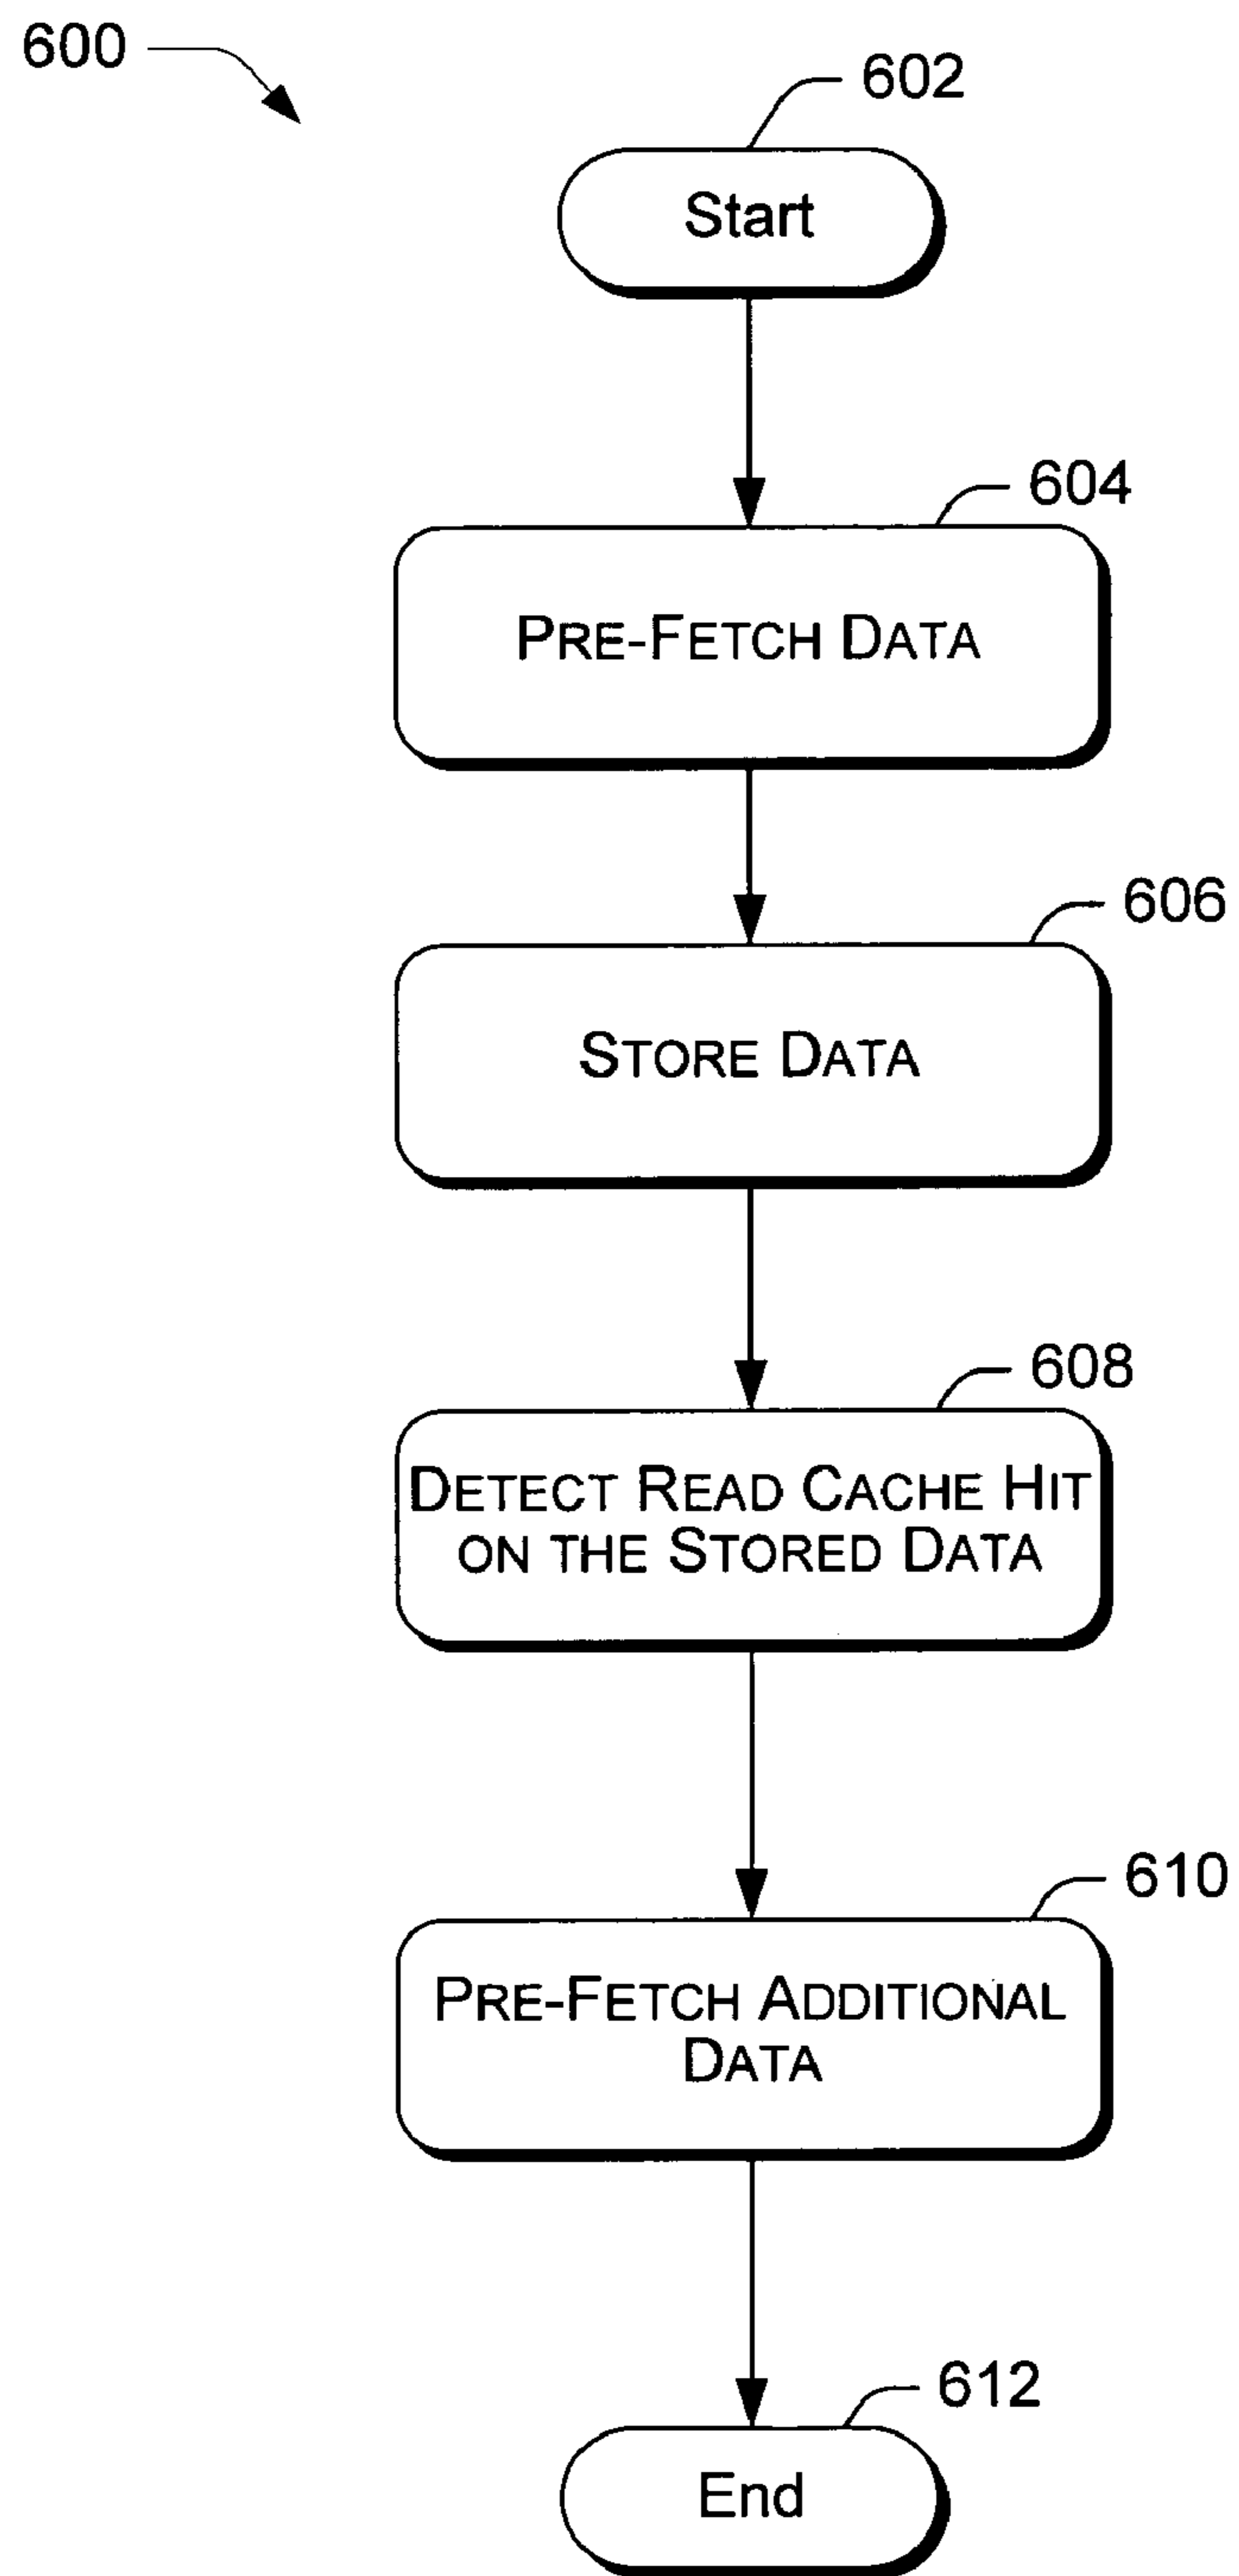 600
602
Start
604
PRE-FETCH DATA
606
STORE DATA
608
DETECT READ CACHE HIT
ON THE STORED DATA
610
PRE-FETCH ADDITIONAL
DATA
612
End